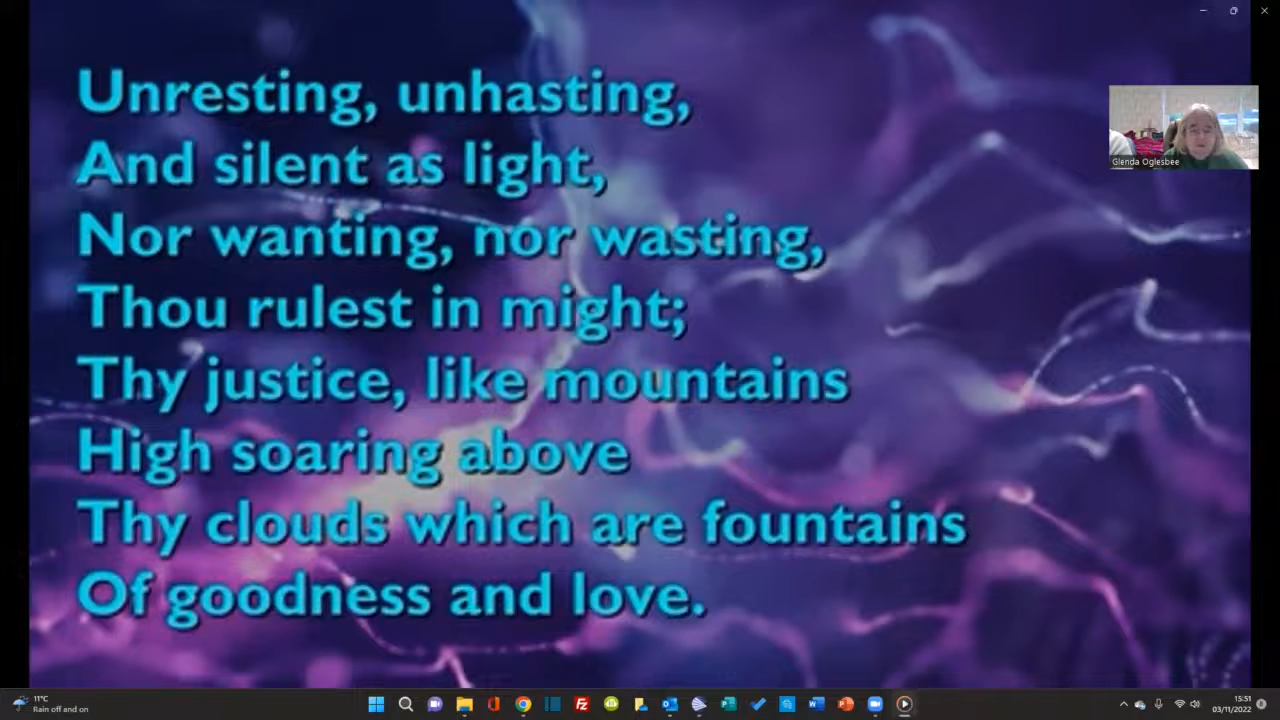 Unresting, unhasting,
And silent as light,
Nor wanting, nor wasting,
Thou rulest in might;
Thy justice, like mountains
High soaring above
Thy clouds which are fountains
Of goodness and love.
Glenda Oglesbee
11°C
Rain off and on
15:51
03/11/2022